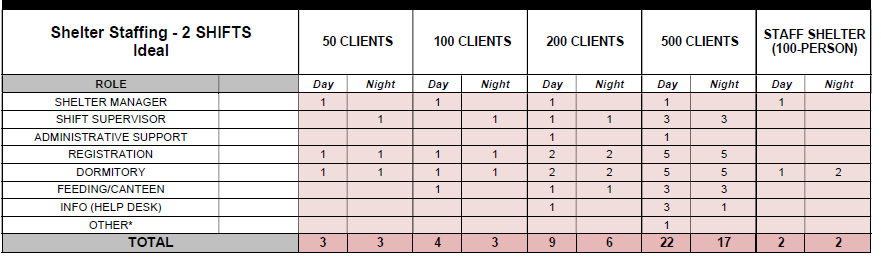 Shelter Staffing - 2 SHIFTS
Ideal
50 CLIENTS 100 CLIENTS 200 CLIENTS 500 CLIENTS STAFF SHELTER
(100-PERSON)
ROLE Day Night Day Night Day Night Day Night Day Night
SHELTER MANAGER 1 1 1 1 1
SHIFT SUPERVISOR 1 1 1 1 3 3
ADMINISTRATIVE SUPPORT 1 1
REGISTRATION 1 1 1 1 2 2 5 5
DORMITORY 1 1 1 1 2 2 5 5 1 2
FEEDING/CANTEEN 1 1 1 3 3
INFO (HELP DESK) 1 3 1
OTHER* 1
TOTAL 3 3 4 3 9 6 22 17 2 2